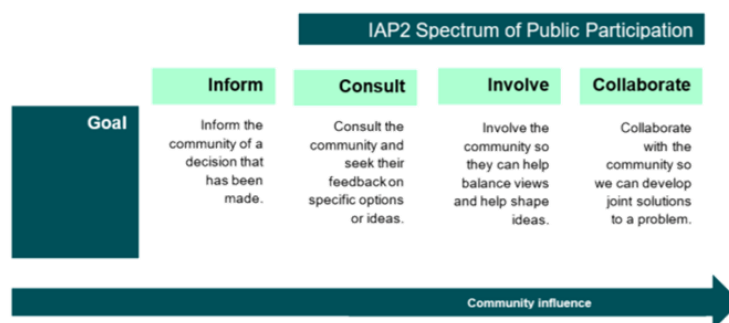 IAP2 Spectrum of Public Participation
Inform
Consult
Involve
Collaborate
Goal
Inform the
community of a
decision that
has been
made.
Consult the
community and
seek their
feedback on
specific options
or ideas.
Involve the
community so
they can help
balance views
and help shape
ideas.
Collaborate
with the
community so
we can develop
joint solutions
to a problem.
Community influence